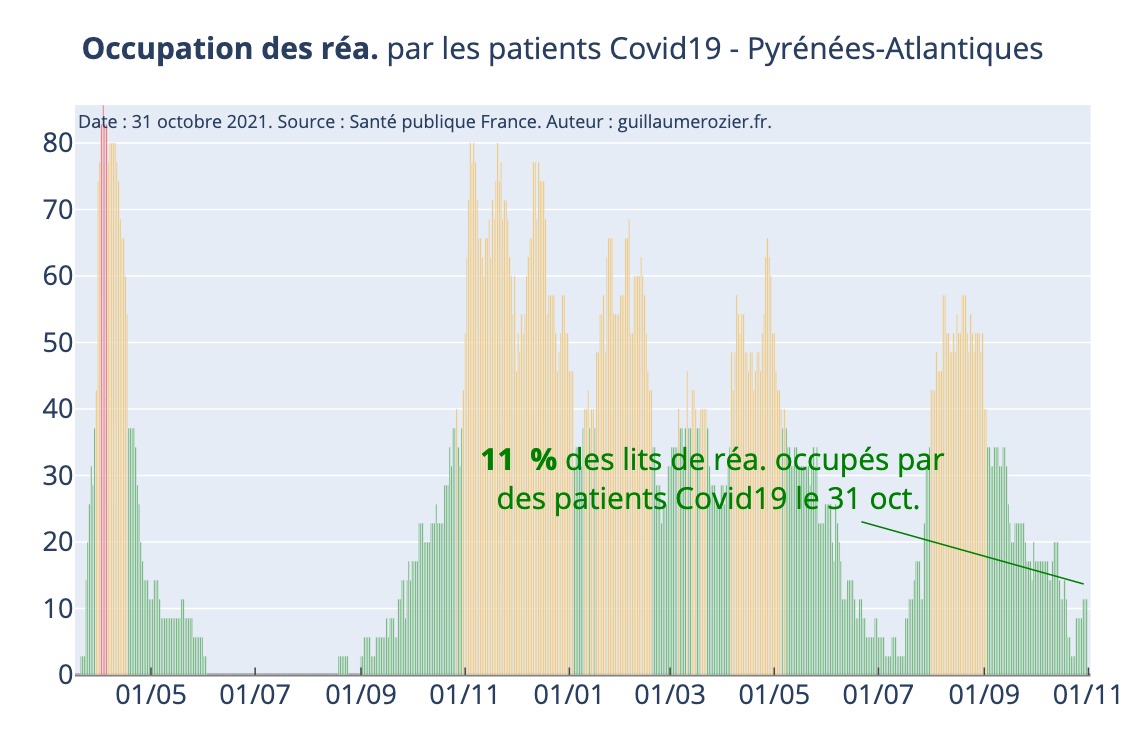 Occupation des réa. par les patients Covid19 - Pyrénées-Atlantiques
Date : 31 octobre 2021. Source : Santé publique France. Auteur : guillaumerozier.fr.
80
70
60
50
40
30
20
10
0
11 % des lits de réa. occupés par
des patients Covid19 le 31 oct.
01/05 01/07 01/09 01/11 01/01 01/03 01/05 01/07 01/09 01/11